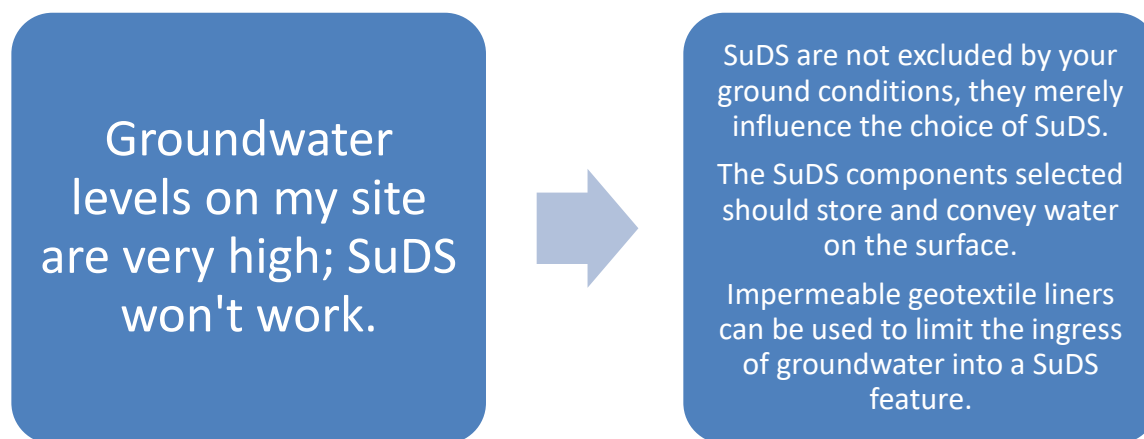 Groundwater
levels on my site
are very high; SuDS
won't work.
SuDS are not excluded by your
ground conditions, they merely
influence the choice of SuDS.
The SuDS components selected
should store and convey water
on the surface.
Impermeable geotextile liners
can be used to limit the ingress
of groundwater into a SuDS
feature.